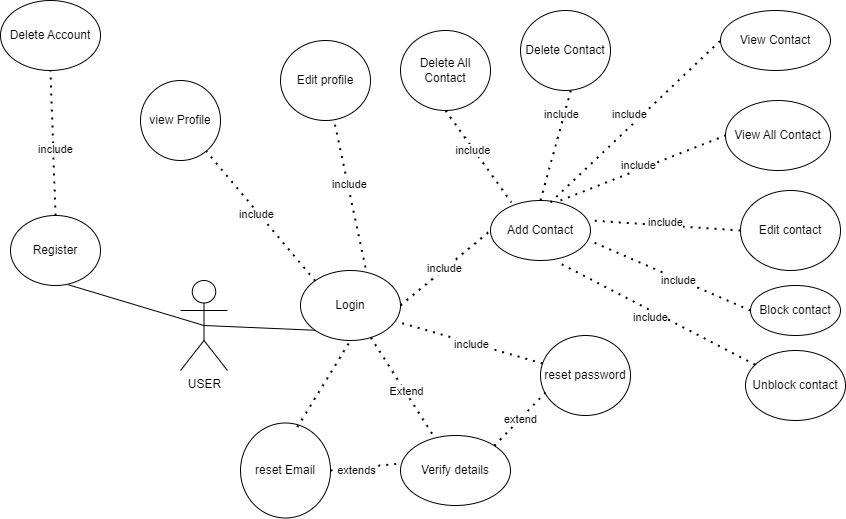 Delete Account
view Profile
Edit profile
Delete All
Contact
Delete Contact
View Contact
include
include
include
include
View All Contact
include
include
include
Register
Add Contact
include
Edit contact
include
include
Login
include
Block contact
include
USER
reset password
Unblock contact
Extend
extend
reset Email
extends
Verify details